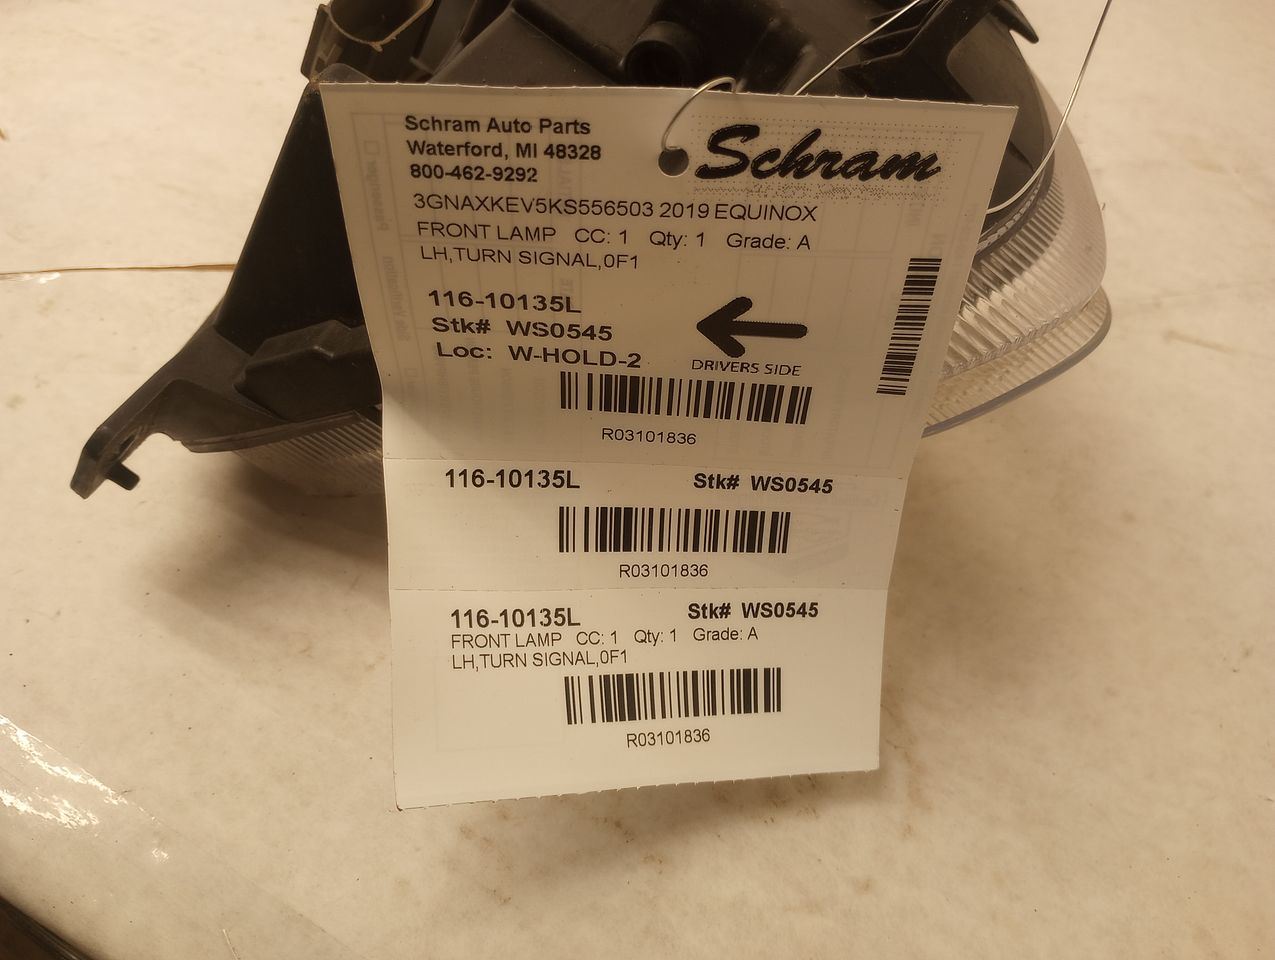 Schram Auto Parts
Waterford, MI 48328
800-462-9292
Schram
3GNAXKEV5KS556503 2019 EQUINOX
FRONT LAMP CC: 1 Qty: 1 Grade: A
LH,TURN SIGNAL,0F1
116-10135L
Stk# WS0545
Loc: W-HOLD-2
DRIVERS SIDE
R03101836
116-10135L Stk# WS0545
R03101836
116-10135L Stk# WS0545
FRONT LAMP CC: 1 Qty: 1 Grade: A
LH,TURN SIGNAL,0F1
R03101836